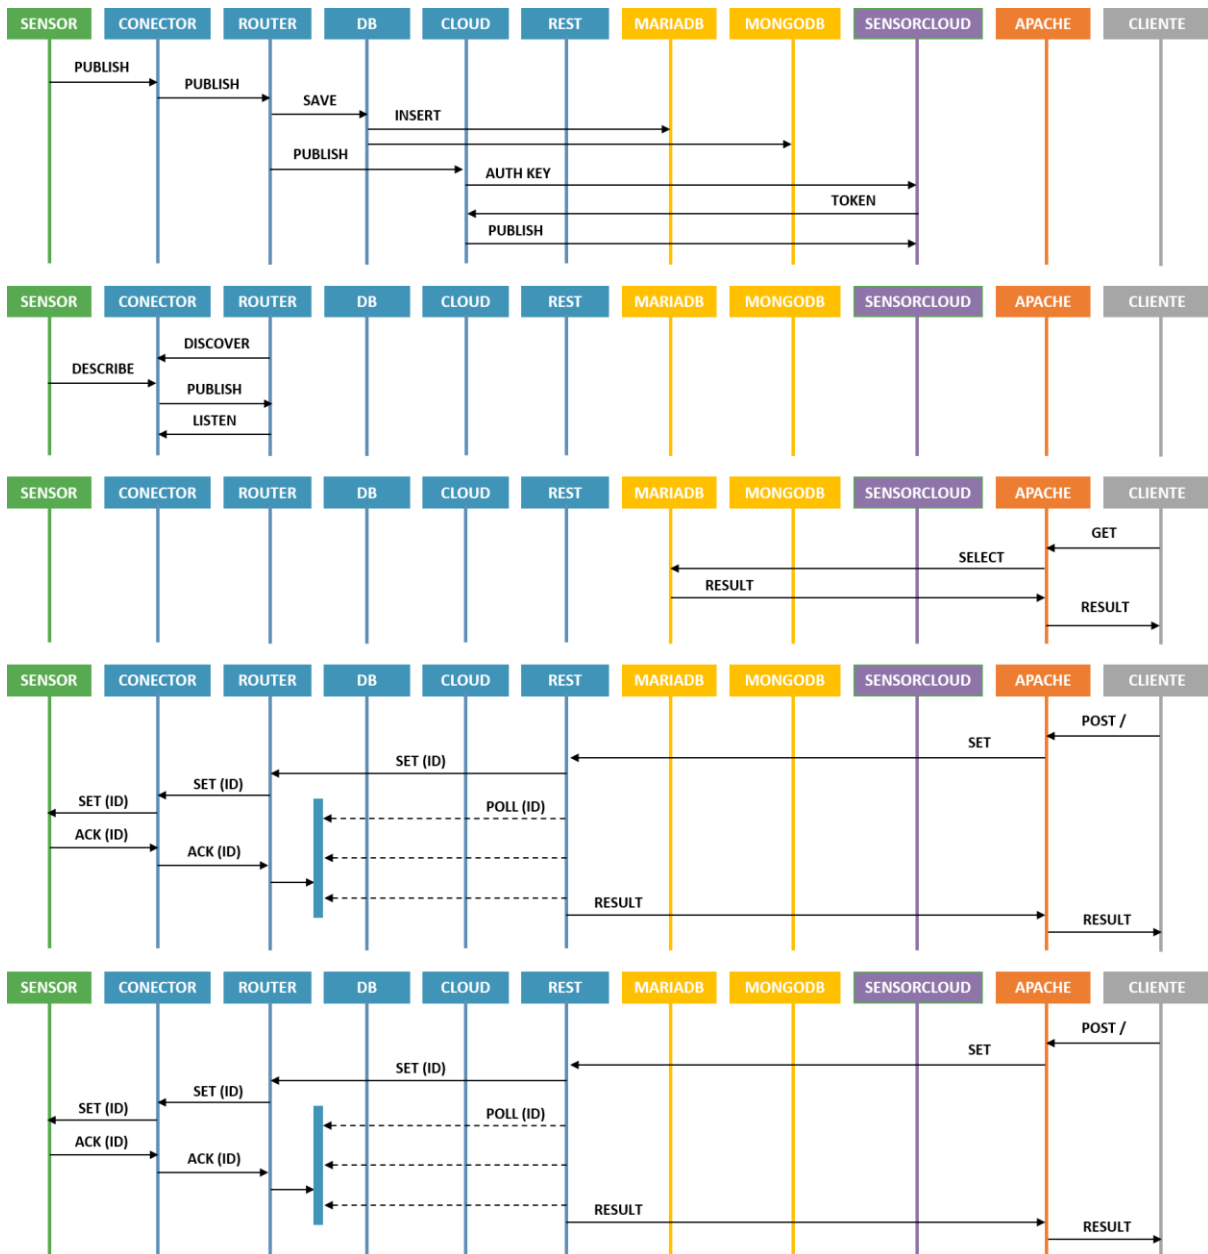 SENSOR CONECTOR ROUTER DB CLOUD REST MARIADB MONGODB SENSORCLOUD APACHE CLIENTE
PUBLISH
PUBLISH
SAVE
INSERT
PUBLISH
AUTH KEY
TOKEN
PUBLISH
SENSOR CONECTOR ROUTER DB CLOUD REST MARIADB MONGODB SENSORCLOUD APACHE CLIENTE
DISCOVER
DESCRIBE
PUBLISH
LISTEN
SENSOR CONECTOR ROUTER DB CLOUD REST MARIADB MONGODB SENSORCLOUD APACHE CLIENTE
GET
SELECT
RESULT
RESULT
SENSOR CONECTOR ROUTER DB CLOUD REST MARIADB MONGODB SENSORCLOUD APACHE CLIENTE
POST /
SET
SET (ID)
SET (ID)
SET (ID)
POLL (ID)
ACK (ID)
ACK (ID)
RESULT
RESULT
SENSOR CONECTOR ROUTER DB CLOUD REST MARIADB MONGODB SENSORCLOUD APACHE CLIENTE
POST /
SET
SET (ID)
SET (ID)
SET (ID)
POLL (ID)
ACK (ID)
ACK (ID)
RESULT
RESULT